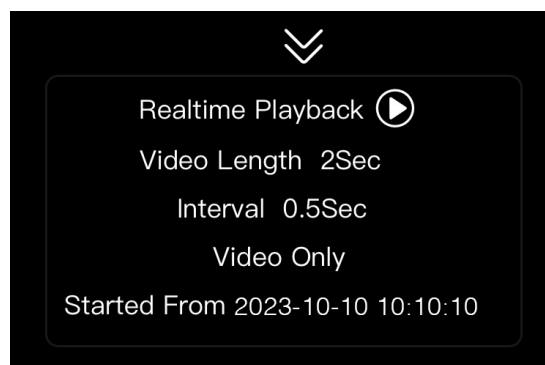 Realtime Playback
Video Length 2Sec
Interval 0.5Sec
Video Only
Started From 2023-10-10 10:10:10